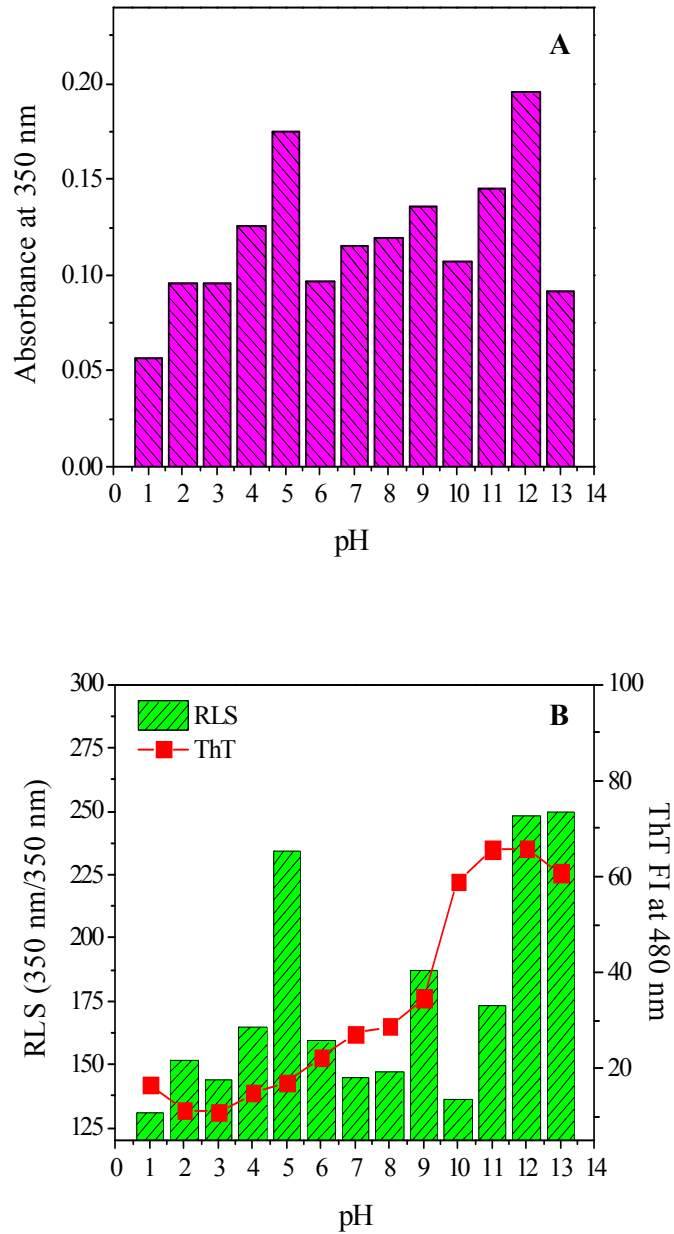 A
0.20
0.15
0.10
0.05
0.00
Absorbance at 350 nm
0 1 2 3 4 5 6 7 8 9 10 11 12 13 14
pH
B
RLS
ThT
300
275
250
225
200
175
150
125
RLS (350 nm/350 nm)
100
80
60
40
20
ThT FI at 480 nm
0 1 2 3 4 5 6 7 8 9 10 11 12 13 14
pH